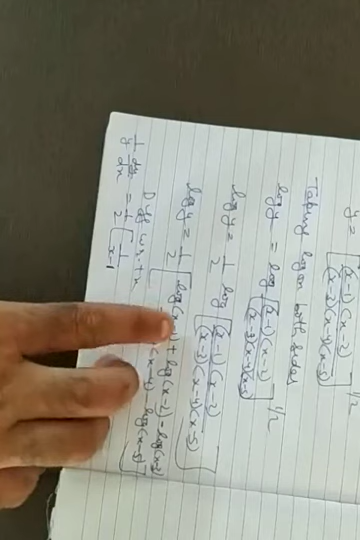 y = [(x-1)(x-2) / (x-3)(x-4)(x-5)]^1/2
Taking log on both sides
log y = log [(x-1)(x-2) / (x-3)(x-4)(x-5)]^1/2
log y = 1/2 log [(x-1)(x-2) / (x-3)(x-4)(x-5)]
log y = 1/2 [log(x-1) + log(x-2) - log(x-3)
(x-4) - log(x-5)]
Diff w.r.t x
1/y dy/dx = 1/2 [1/x-1